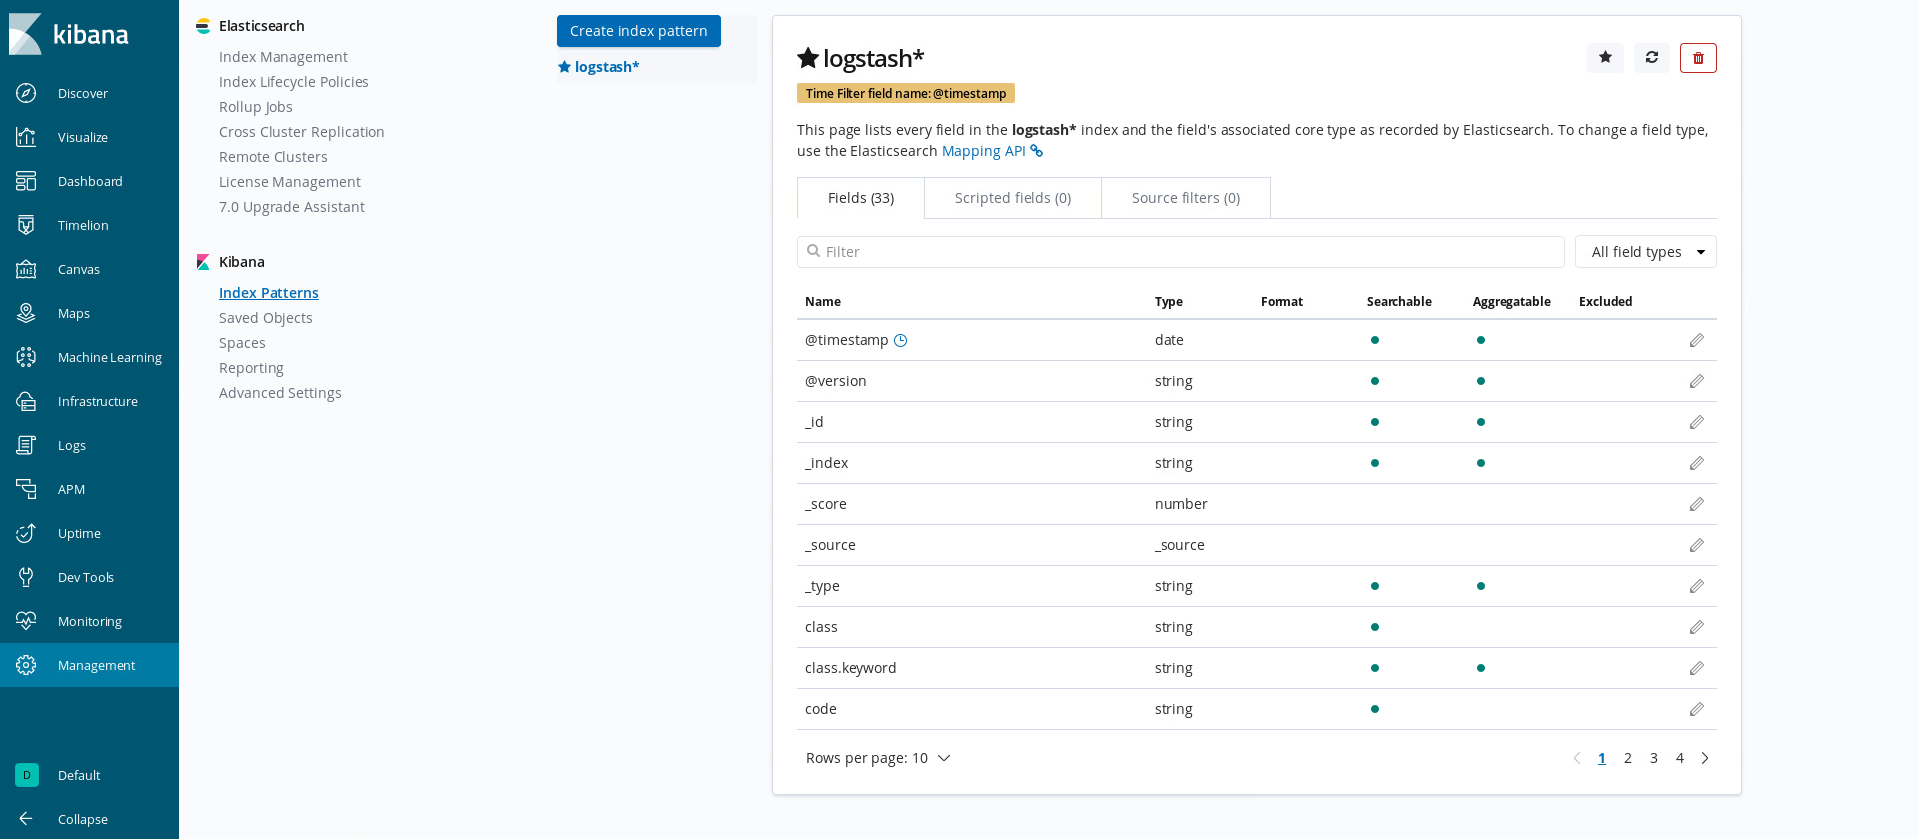 kibana
Discover
Visualize
Dashboard
Timelion
Canvas
Maps
Machine Learning
Infrastructure
Logs
APM
Uptime
Dev Tools
Monitoring
Management
D Default
Collapse
Elasticsearch
Index Management
Index Lifecycle Policies
Rollup Jobs
Cross Cluster Replication
Remote Clusters
License Management
7.0 Upgrade Assistant
Kibana
Index Patterns
Saved Objects
Spaces
Reporting
Advanced Settings
Create index pattern
logstash*
logstash*
Time Filter field name: @timestamp
This page lists every field in the logstash* index and the field's associated core type as recorded by Elasticsearch. To change a field type,
use the Elasticsearch Mapping API
Fields (33) Scripted fields (0) Source filters (0)
Filter All field types
Name Type Format Searchable Aggregatable Excluded
@timestamp date
@version string
_id string
_index string
_score number
_source _source
_type string
class string
class.keyword string
code string
Rows per page: 10 1 2 3 4